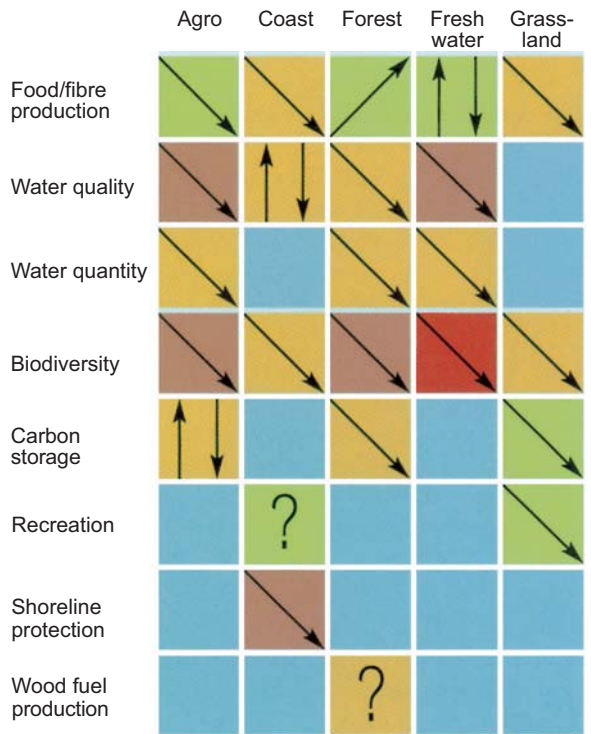 Agro Coast Forest Fresh Grass-
water land
Food/fibre
production
Water quality
Water quantity
Biodiversity
Carbon
storage
Recreation
?
Shoreline
protection
Wood fuel
production
?